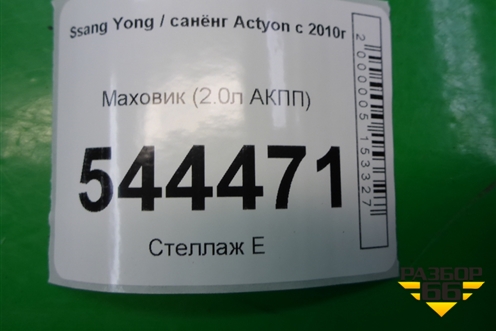 Ssang Yong / санёнг Actyon с 2010г
Маховик (2.0л АКПП)
544471
Стеллаж Е
2000005153327
РАЗБОР
66